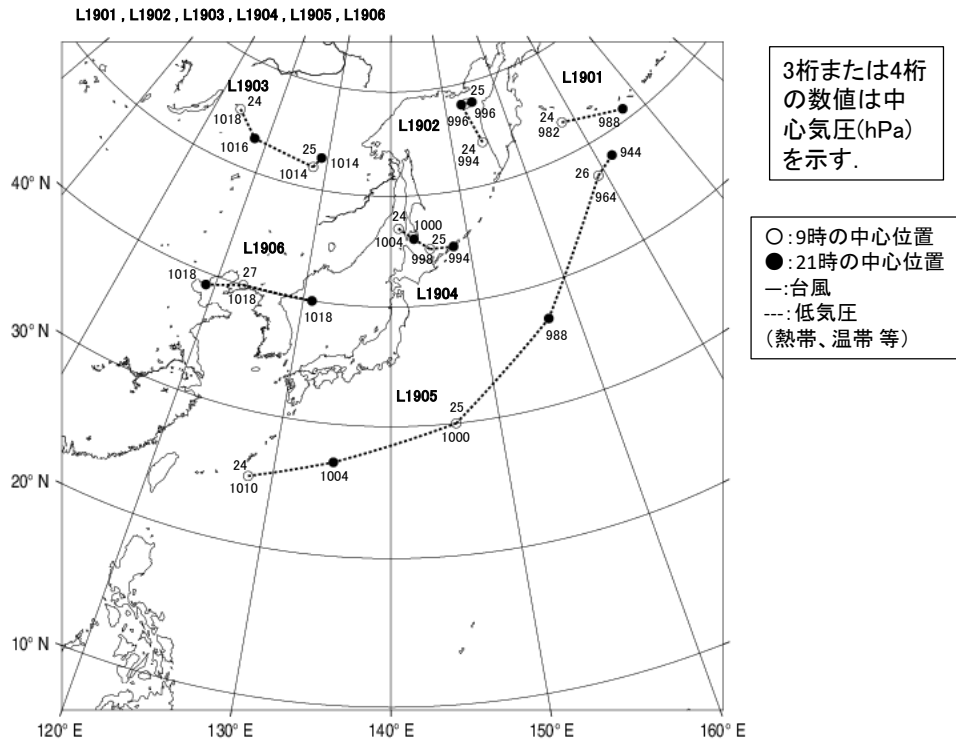 L1901 , L1902 , L1903 , L1904 , L1905 , L1906
3桁または4桁
の数値は中
心気圧(hPa)
を示す.
○:9時の中心位置
●:21時の中心位置
―:台風
---:低気圧
(熱帯、温帯 等)
L1903
24
1018
1016
25
1014
1014
L1902
25
996
996
24
994
L1901
24
982
988
944
26
964
24
1004
1000
25
998
994
L1904
L1906
1018
27
1018
1018
988
L1905
25
1000
24
1010
1004
40° N
30° N
20° N
10° N
120° E
130° E
140° E
150° E
160° E